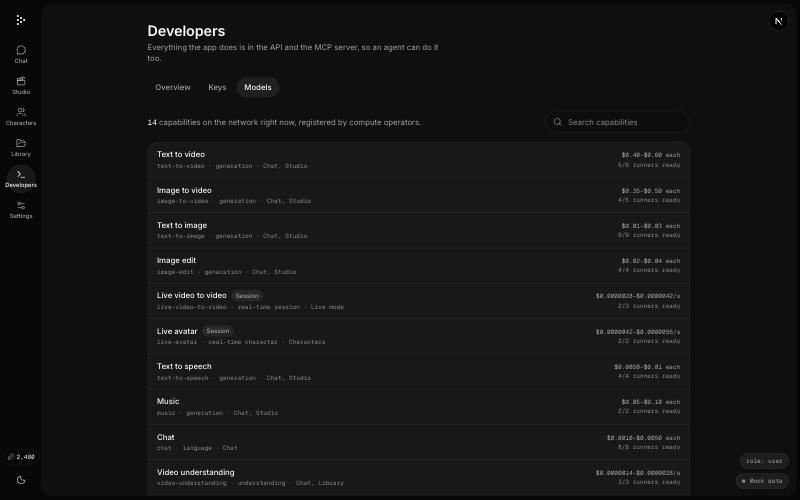 Developers
Everything the app does is in the API and the MCP server, so an agent can do it
too.
Chat
Studio
Characters
Library
Developers
Settings
2,480
N
Overview
Keys
Models
14 capabilities on the network right now, registered by compute operators.
Search capabilities
Text to video
$0.40–$0.60 each
text-to-video · generation · Chat, Studio
5/6 runners ready
Image to video
$0.35–$0.50 each
image-to-video · generation · Chat, Studio
4/5 runners ready
Text to image
$0.01–$0.03 each
text-to-image · generation · Chat, Studio
9/9 runners ready
Image edit
$0.02–$0.04 each
image-edit · generation · Chat, Studio
4/4 runners ready
Live video to video Session
$0.0000028–$0.0000042/s
live-video-to-video · real-time session · Live mode
2/3 runners ready
Live avatar Session
$0.0000042–$0.0000056/s
live-avatar · real-time character · Characters
2/2 runners ready
Text to speech
$0.0050–$0.01 each
text-to-speech · generation · Chat, Studio
4/4 runners ready
Music
$0.05–$0.10 each
music · generation · Chat, Studio
2/2 runners ready
Chat
$0.0010–$0.0050 each
chat · language · Chat
8/8 runners ready
Video understanding
$0.0000014–$0.0000028/s
video-understanding · understanding · Chat, Library
3/3 runners ready
role: user
Mock data